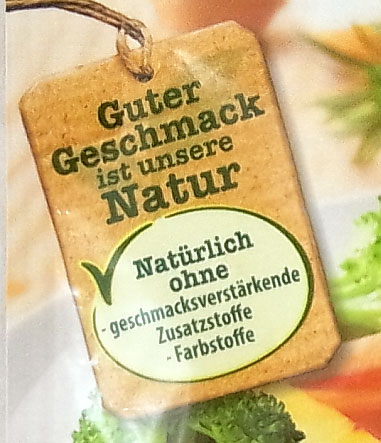 Guter
Geschmack
ist unsere
Natur
Natürlich
ohne
- geschmacksverstärkende
Zusatzstoffe
- Farbstoffe